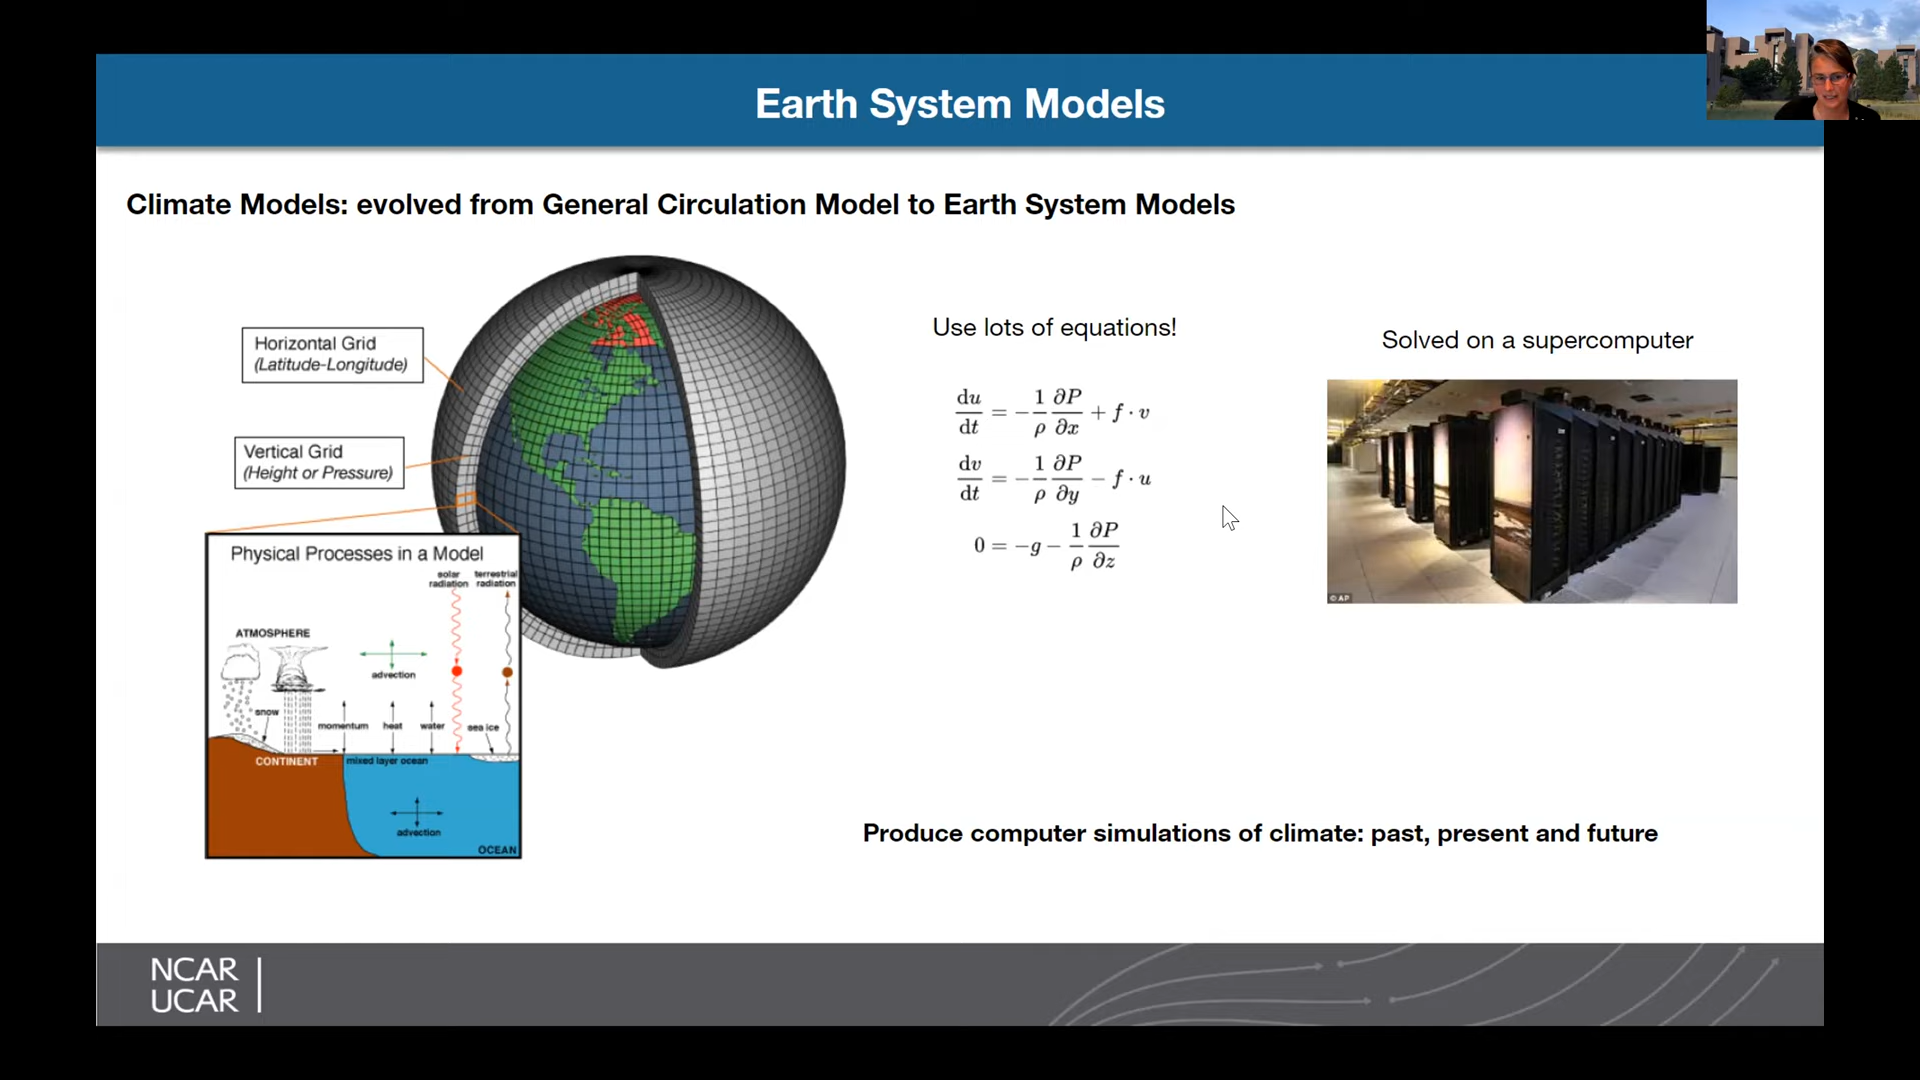 Earth System Models
Climate Models: evolved from General Circulation Model to Earth System Models
Horizontal Grid
(Latitude-Longitude)
Vertical Grid
(Height or Pressure)
Physical Processes in a Model
solar
radiation
terrestrial
radiation
ATMOSPHERE
advection
snow
momentum
heat
water
sea ice
CONTINENT
mixed layer ocean
advection
OCEAN
Use lots of equations!
du/dt = −1/ρ ∂P/∂x + f · v
dv/dt = −1/ρ ∂P/∂y − f · u
0 = −g − 1/ρ ∂P/∂z
Solved on a supercomputer
© AP
Produce computer simulations of climate: past, present and future
NCAR
UCAR